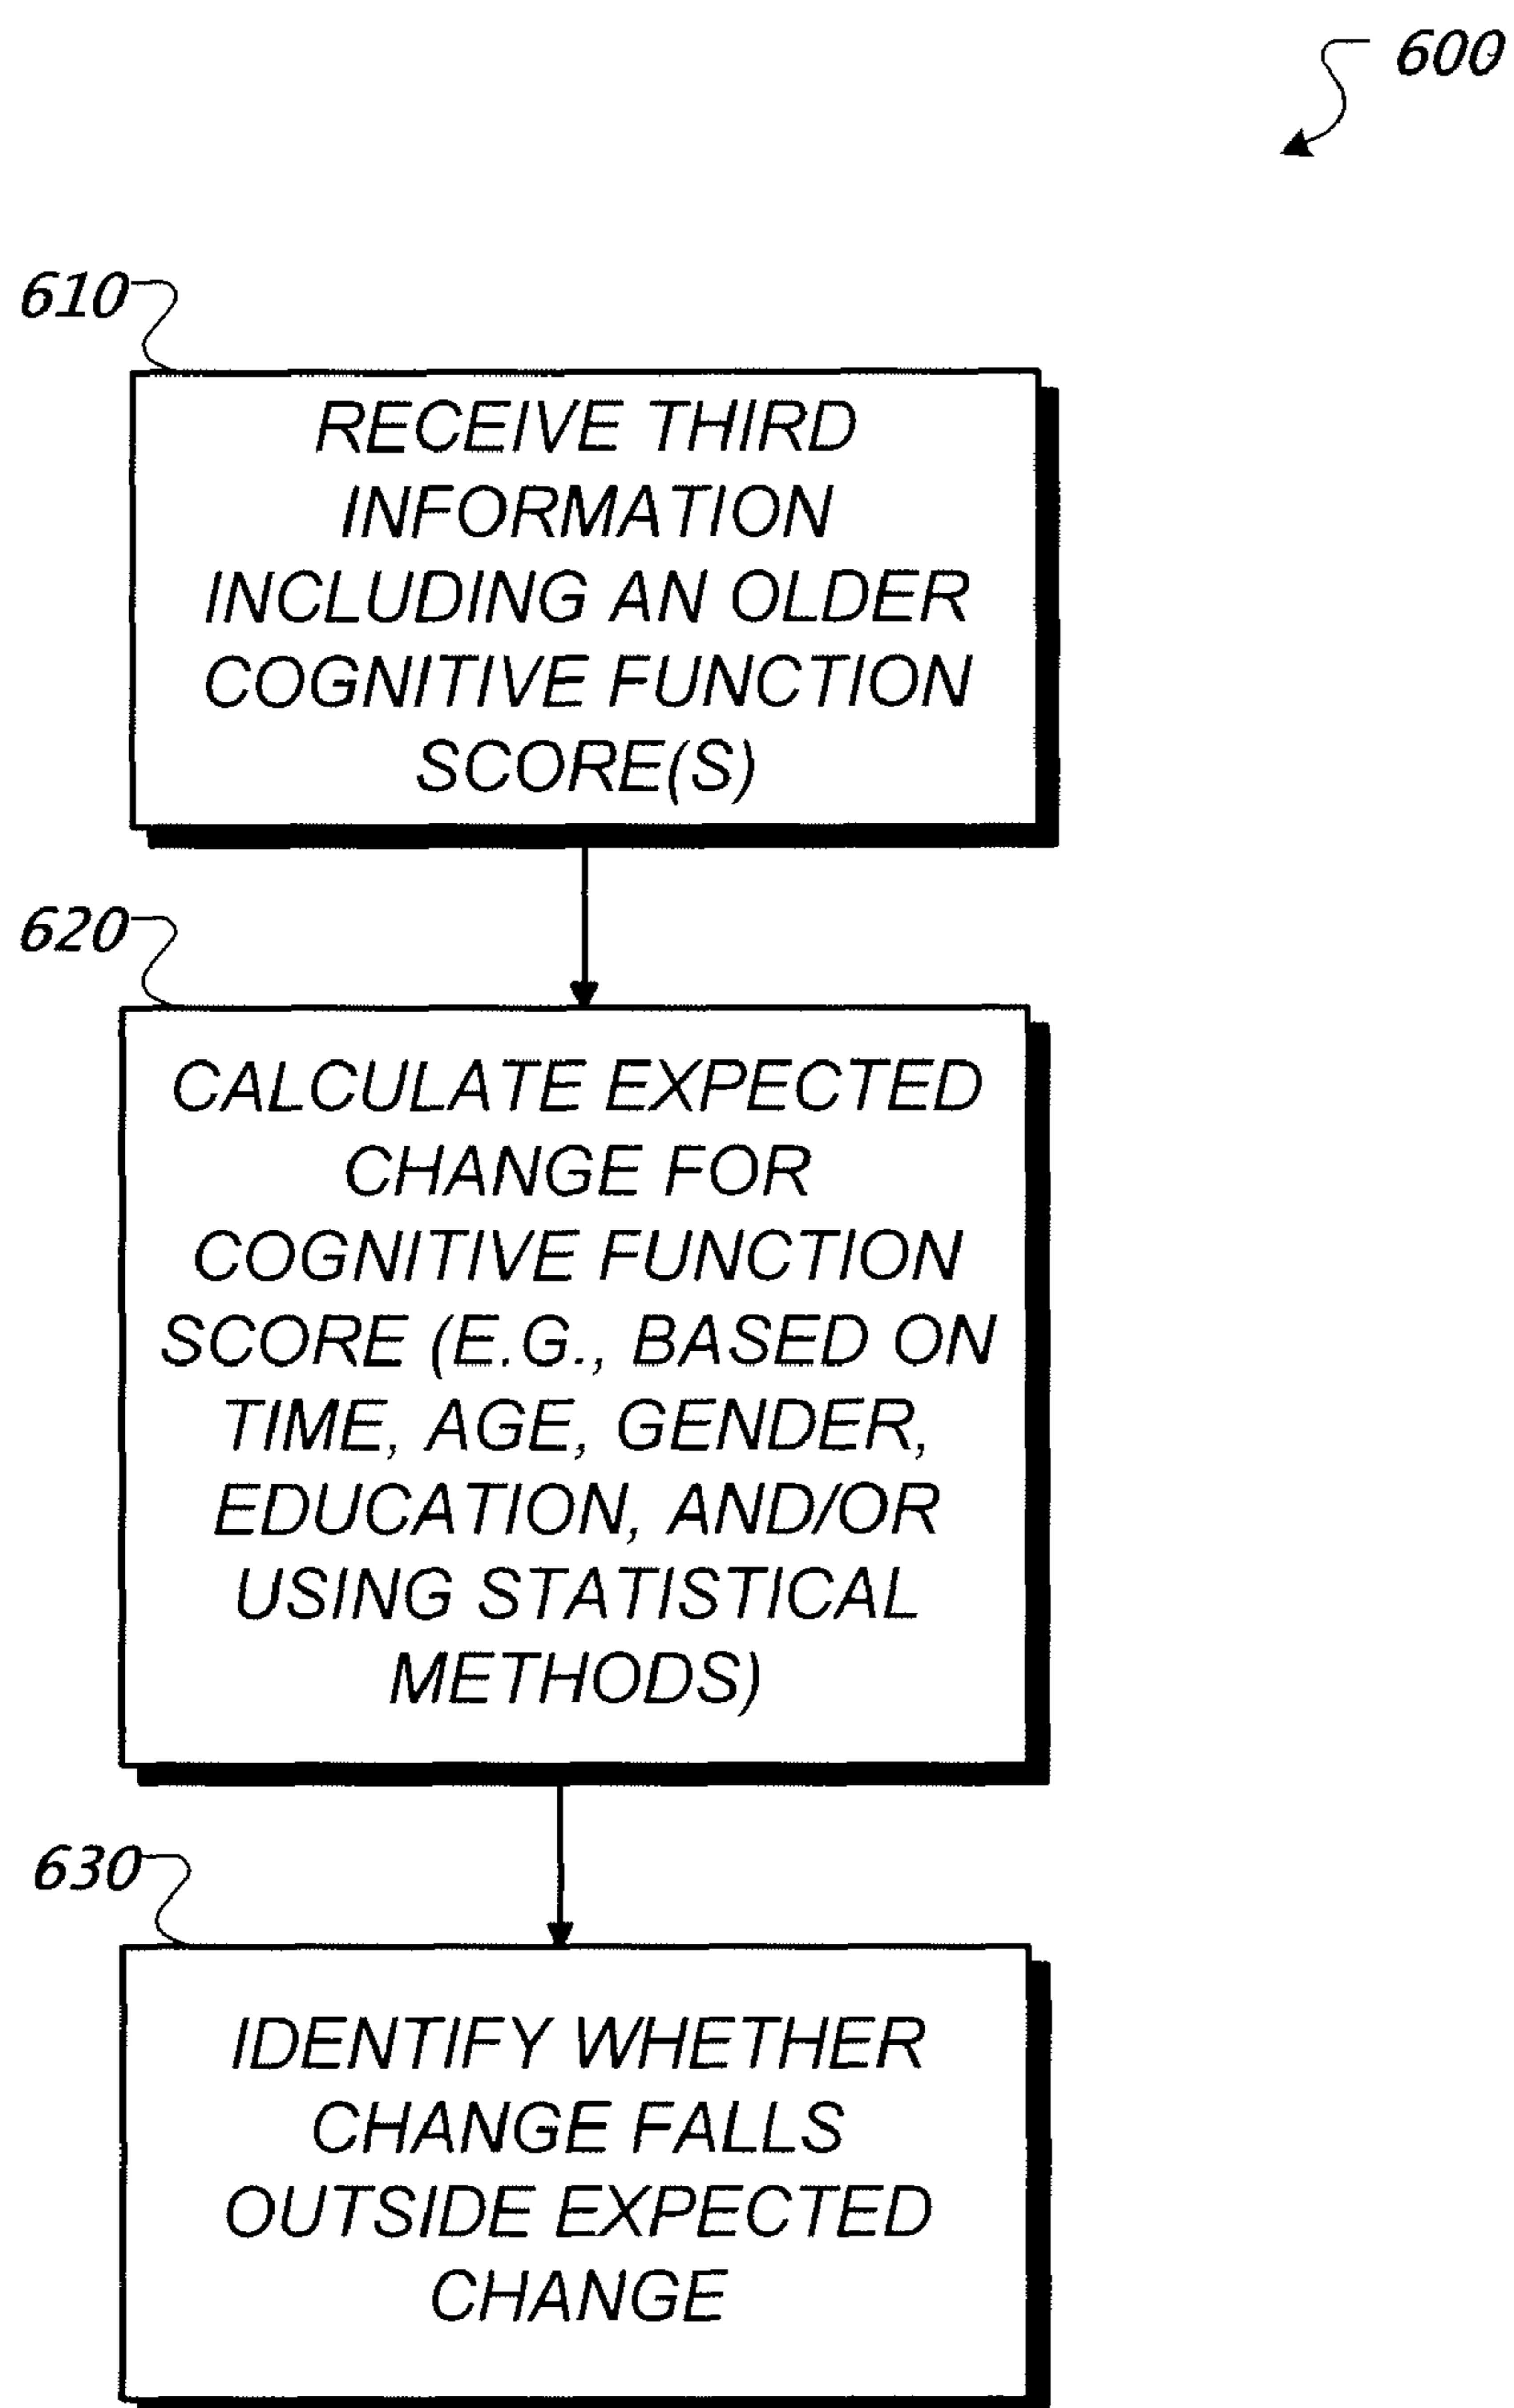 600
610
RECEIVE THIRD
INFORMATION
INCLUDING AN OLDER
COGNITIVE FUNCTION
SCORE(S)
620
CALCULATE EXPECTED
CHANGE FOR
COGNITIVE FUNCTION
SCORE (E.G., BASED ON
TIME, AGE, GENDER,
EDUCATION, AND/OR
USING STATISTICAL
METHODS)
630
IDENTIFY WHETHER
CHANGE FALLS
OUTSIDE EXPECTED
CHANGE